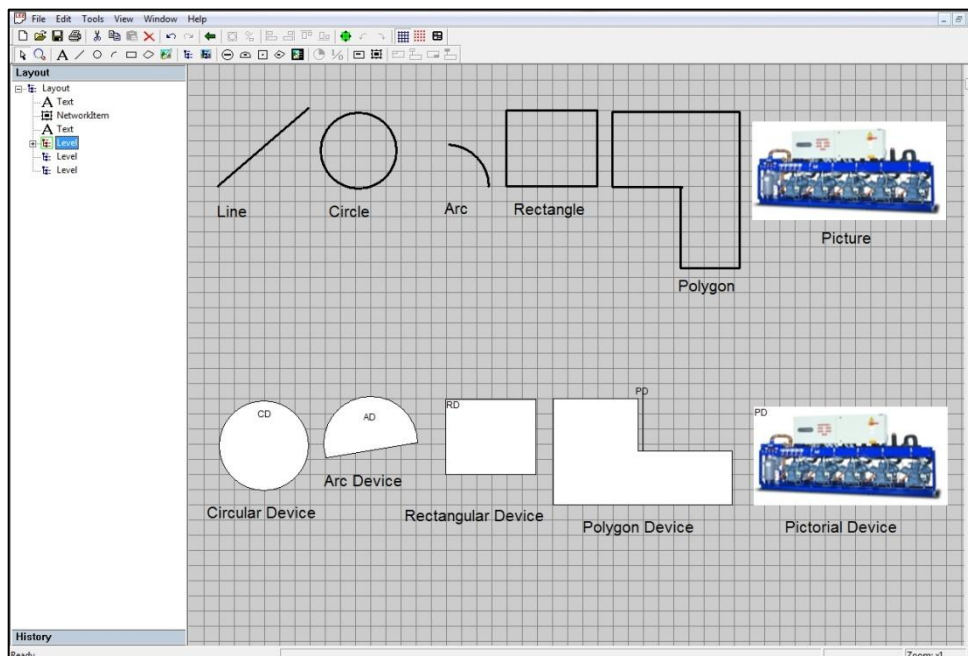 LEP File Edit Tools View Window Help
Layout
Layout
Text
NetworkItem
Text
Level
Level
Level
Line
Circle
Arc
Rectangle
Polygon
Picture
CD
AD
RD
PD
PD
Circular Device
Arc Device
Rectangular Device
Polygon Device
Pictorial Device
History
Ready
Zoom: x1